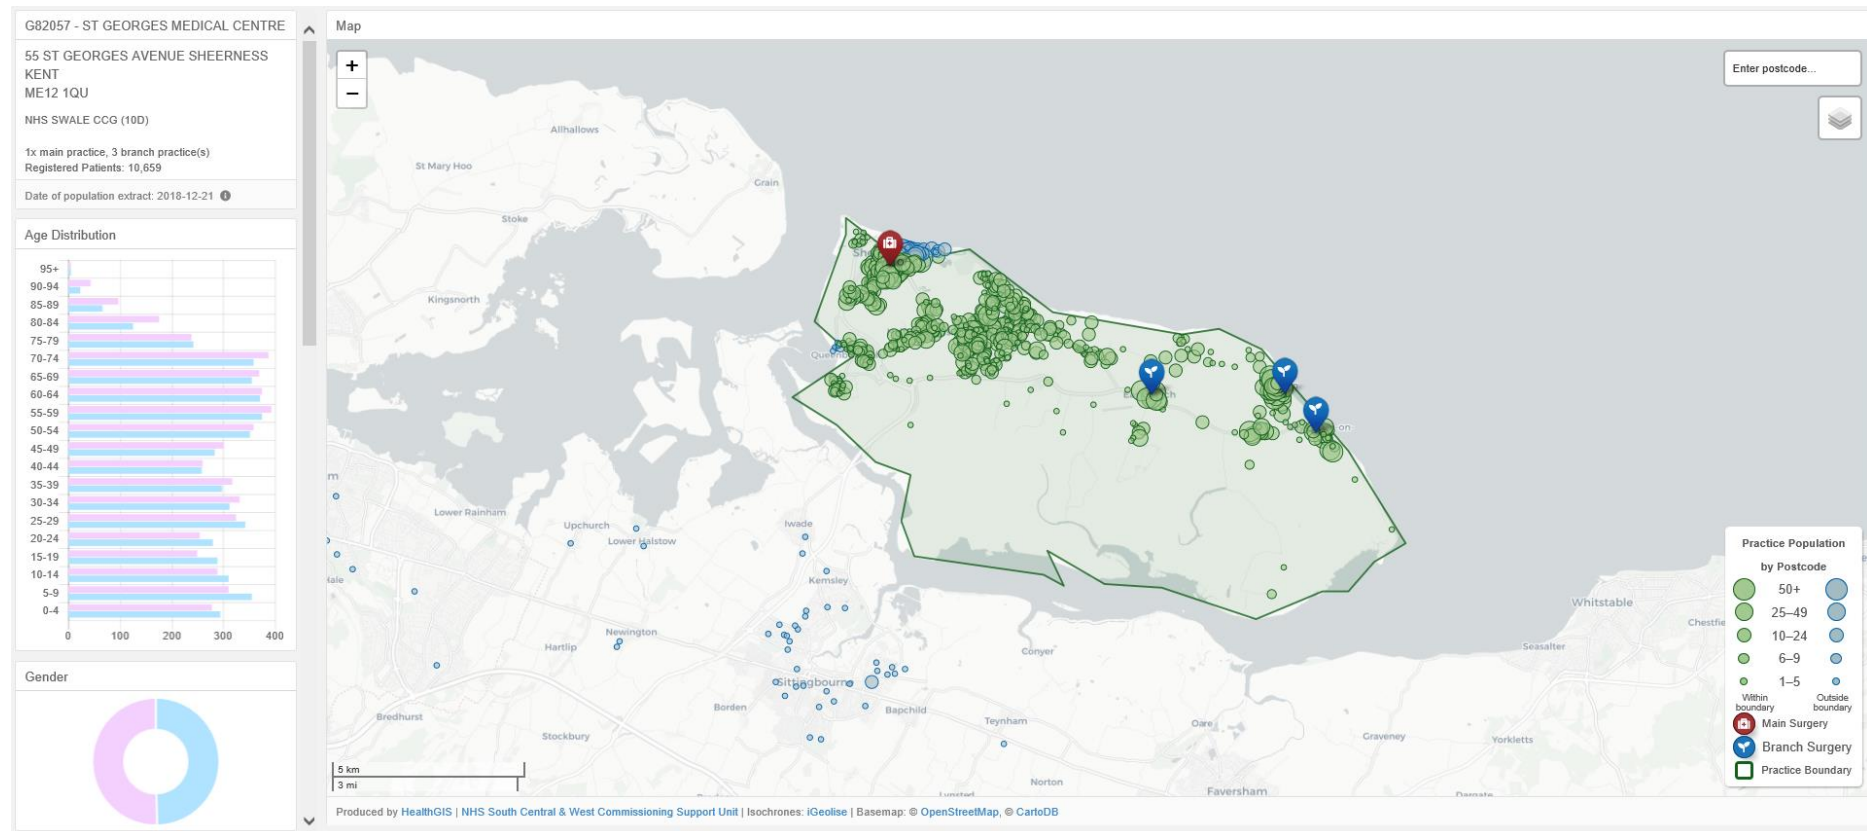 G82057 - ST GEORGES MEDICAL CENTRE
55 ST GEORGES AVENUE SHEERNESS
KENT
ME12 1QU
NHS SWALE CCG (10D)
1x main practice, 3 branch practice(s)
Registered Patients: 10,659
Date of population extract: 2018-12-21
Age Distribution
95+
90-94
85-89
80-84
75-79
70-74
65-69
60-64
55-59
50-54
45-49
40-44
35-39
30-34
25-29
20-24
15-19
10-14
5-9
0-4
0 100 200 300 400
Gender
Map
+
−
Enter postcode...
Allhallows
St Mary Hoo
Grain
Stoke
Kingsnorth
Lower Rainham
Upchurch
Lower Halstow
Iwade
Kemsley
Newington
Hartlip
Sittingbourne
Borden
Bapchild
Bredhurst
Stockbury
Conyer
Teynham
Oare
Norton
Faversham
Graveney
Yorkletts
Seasalter
Whitstable
Dargate
5 km
3 mi
Practice Population
by Postcode
50+
25–49
10–24
6–9
1–5
Within boundary
Outside boundary
Main Surgery
Branch Surgery
Practice Boundary
Produced by HealthGIS | NHS South Central & West Commissioning Support Unit | Isochrones: iGeolise | Basemap: © OpenStreetMap, © CartoDB